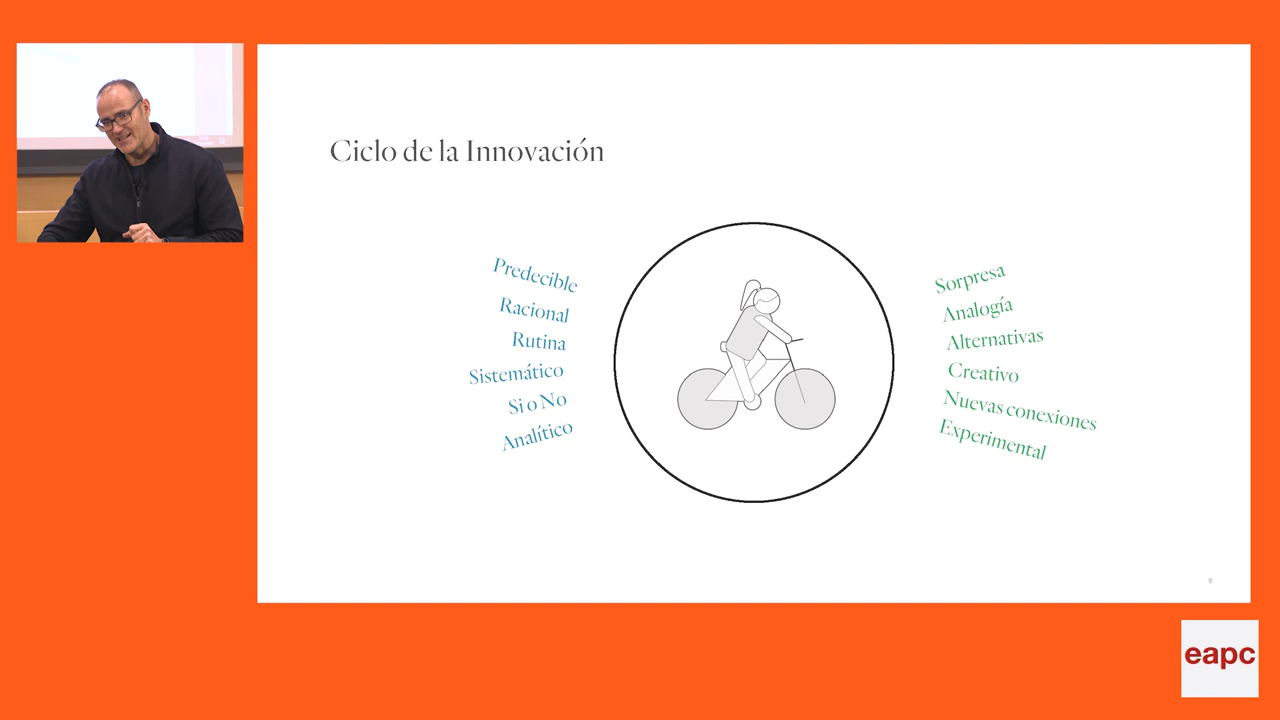 Ciclo de la Innovación
Predecible
Racional
Rutina
Sistemático
Si o No
Analítico
Sorpresa
Analogía
Alternativas
Creativo
Nuevas conexiones
Experimental
8
eapc